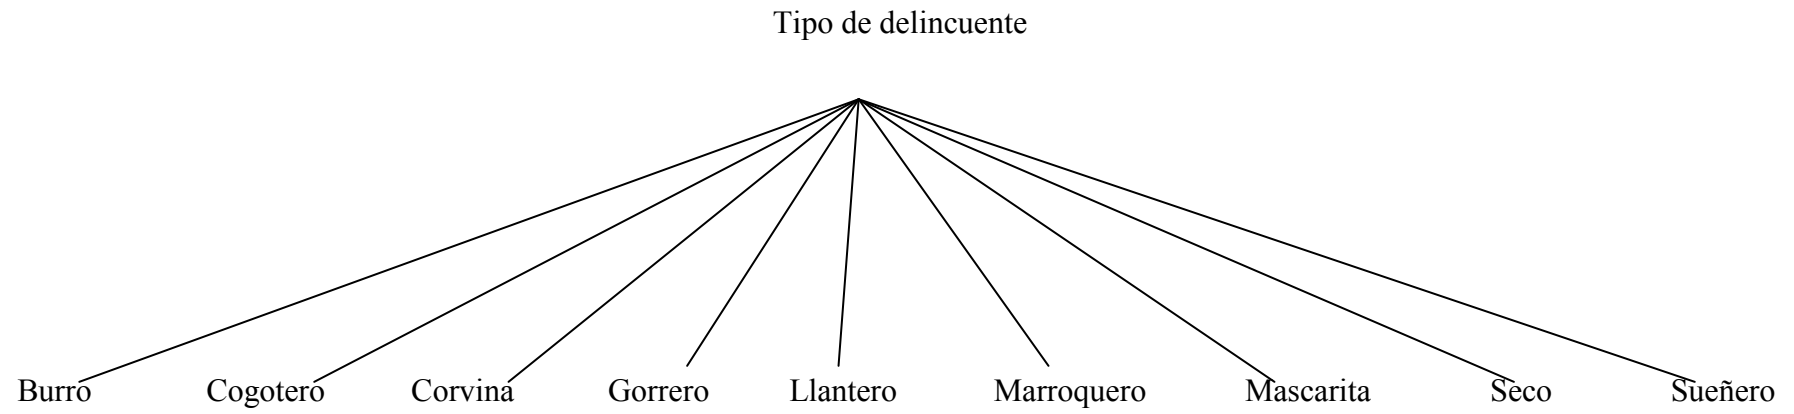 Tipo de delincuente
Burro Cogotero Corvina Gorrero Llantero Marroquero Mascarita Seco Sueñero